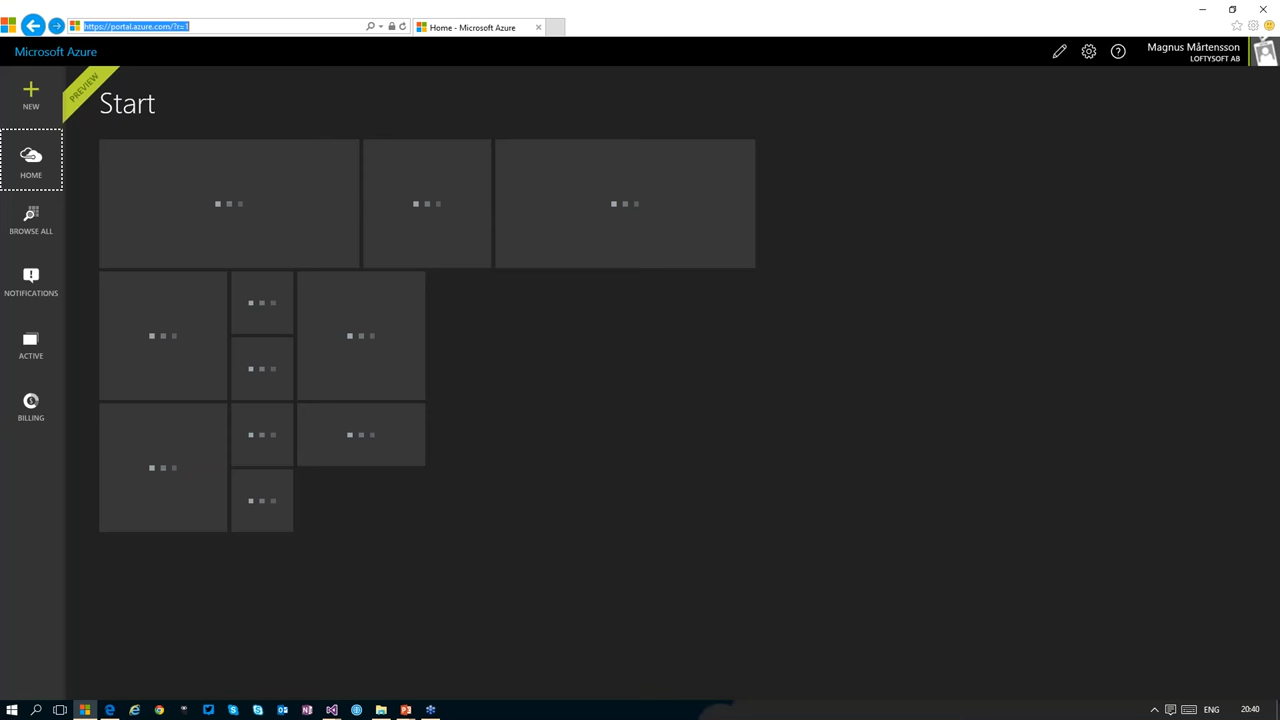 https://portal.azure.com/?r=1
Home - Microsoft Azure
Microsoft Azure
Magnus Mårtensson
LOFTYSOFT AB
NEW
PREVIEW
Start
HOME
BROWSE ALL
NOTIFICATIONS
ACTIVE
BILLING
ENG
20:40